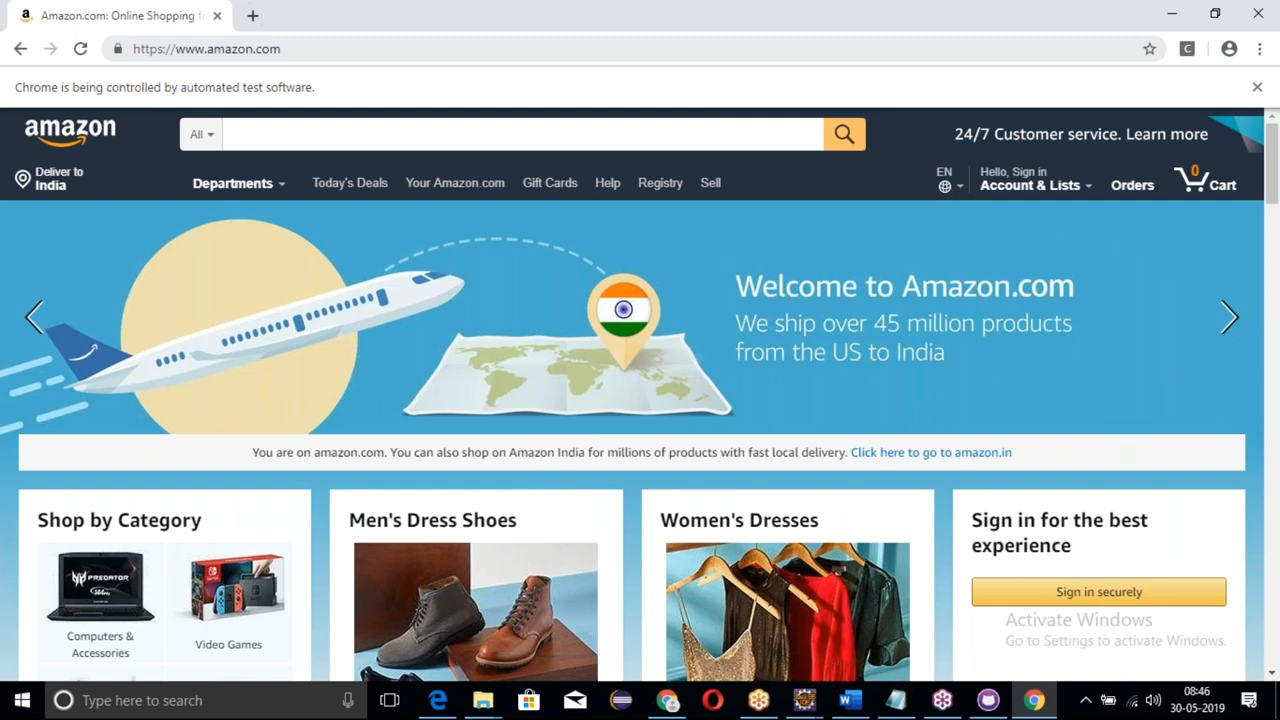 Amazon.com: Online Shopping f
https://www.amazon.com
Chrome is being controlled by automated test software.
amazon
All
24/7 Customer service. Learn more
Deliver to
India
Departments
Today's Deals
Your Amazon.com
Gift Cards
Help
Registry
Sell
EN
Hello, Sign in
Account & Lists
Orders
0
Cart
Welcome to Amazon.com
We ship over 45 million products
from the US to India
You are on amazon.com. You can also shop on Amazon India for millions of products with fast local delivery. Click here to go to amazon.in
Shop by Category
PREDATOR
Computers &
Accessories
Video Games
Men's Dress Shoes
Women's Dresses
Sign in for the best
experience
Sign in securely
Activate Windows
Go to Settings to activate Windows.
Type here to search
08:46
30-05-2019